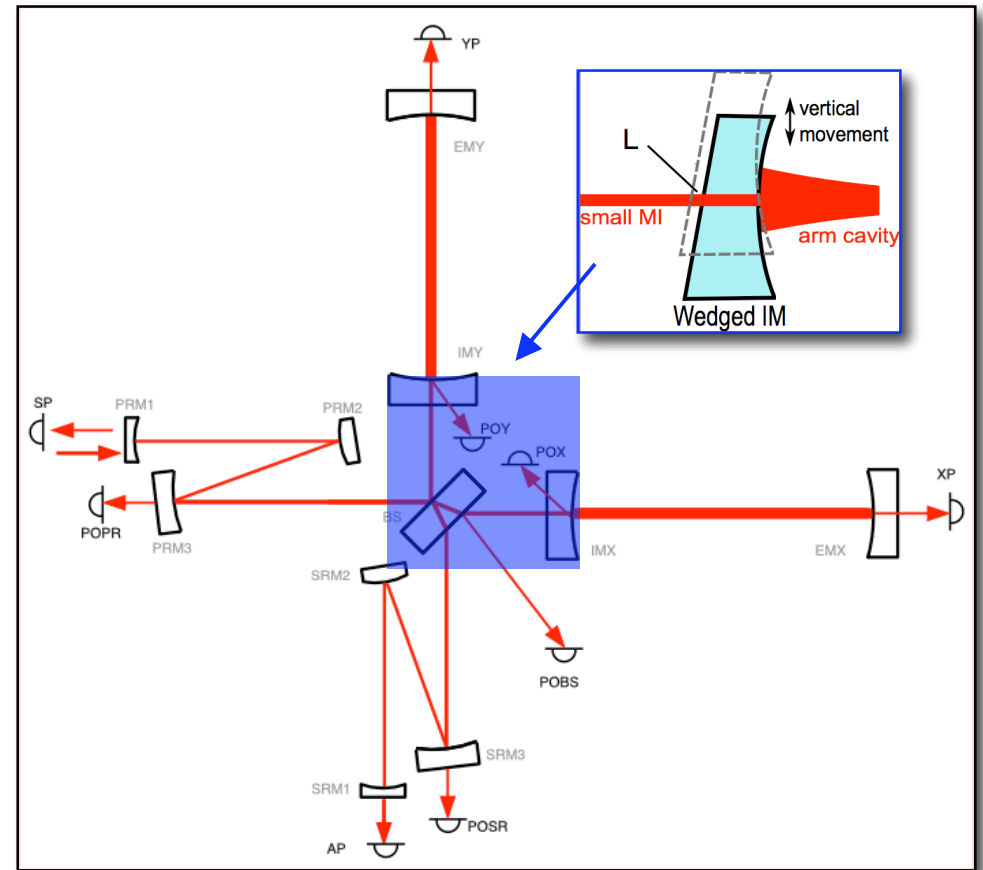 YP
EMY
L
vertical
movement
small MI
arm cavity
Wedged IM
IMY
SP
PRM1
PRM2
POY
POX
XP
POPR
BS
PRM3
IMX
EMX
SRM2
POBS
SRM3
SRM1
POSR
AP